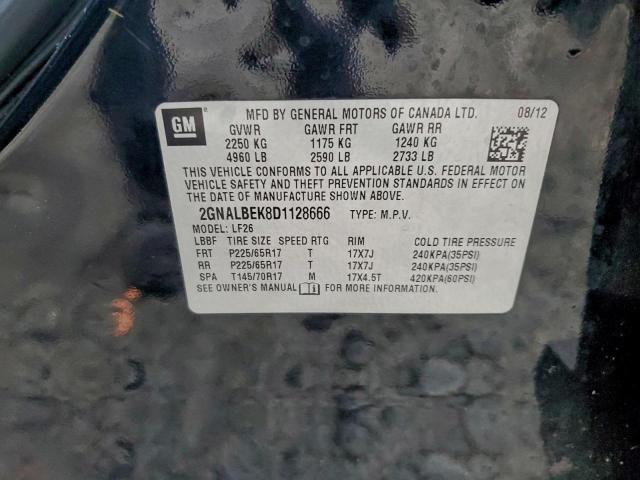 GM
MFD BY GENERAL MOTORS OF CANADA LTD. 08/12
GVWR GAWR FRT GAWR RR
2250 KG 1175 KG 1240 KG
4960 LB 2590 LB 2733 LB
THIS VEHICLE CONFORMS TO ALL APPLICABLE U.S. FEDERAL MOTOR
VEHICLE SAFETY AND THEFT PREVENTION STANDARDS IN EFFECT ON
THE DATE OF MANUFACTURE SHOWN ABOVE.
2GNALBEK8D1128666 TYPE: M.P.V.
MODEL: LF26
LBBF TIRE SIZE SPEED RTG RIM COLD TIRE PRESSURE
FRT P225/65R17 T 17X7J 240KPA(35PSI)
RR P225/65R17 T 17X7J 240KPA(35PSI)
SPA T145/70R17 M 17X4.5T 420KPA(60PSI)
SEE OWNER'S MANUAL FOR MORE INFORMATION.